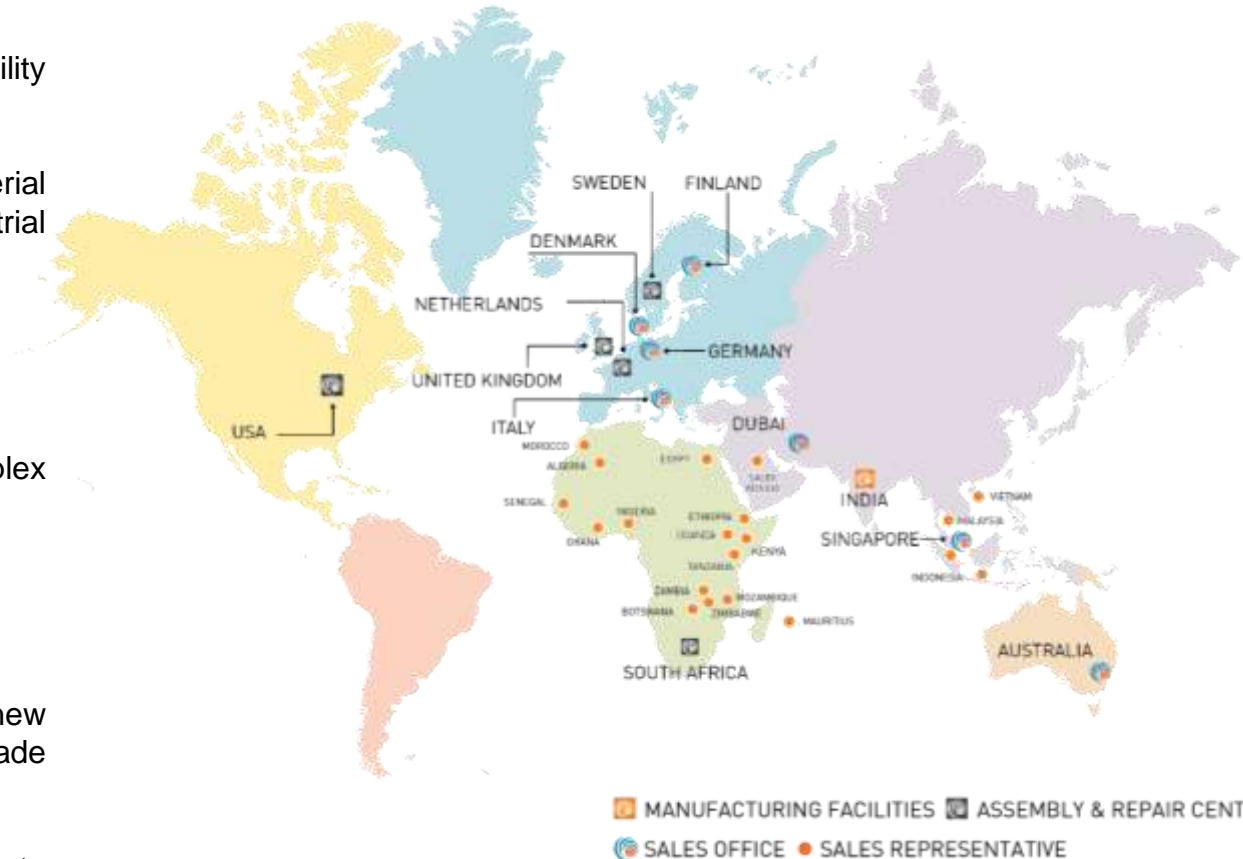 ility
erial
trial
olex
new
ade
SWEDEN
FINLAND
DENMARK
NETHERLANDS
GERMANY
UNITED KINGDOM
ITALY
USA
DUBAI
MOROCCO
ALGERIA
EGYPT
SAUDI
SENEGAL
NIGERIA
GHANA
ETHIOPIA
UGANDA
KENYA
TANZANIA
INDIA
VIETNAM
MALAYSIA
SINGAPORE
INDONESIA
ZAMBIA
MOZAMBIQUE
BOTSWANA
ZIMBABWE
MAURITIUS
SOUTH AFRICA
AUSTRALIA
MANUFACTURING FACILITIES ASSEMBLY & REPAIR CENT
SALES OFFICE SALES REPRESENTATIVE